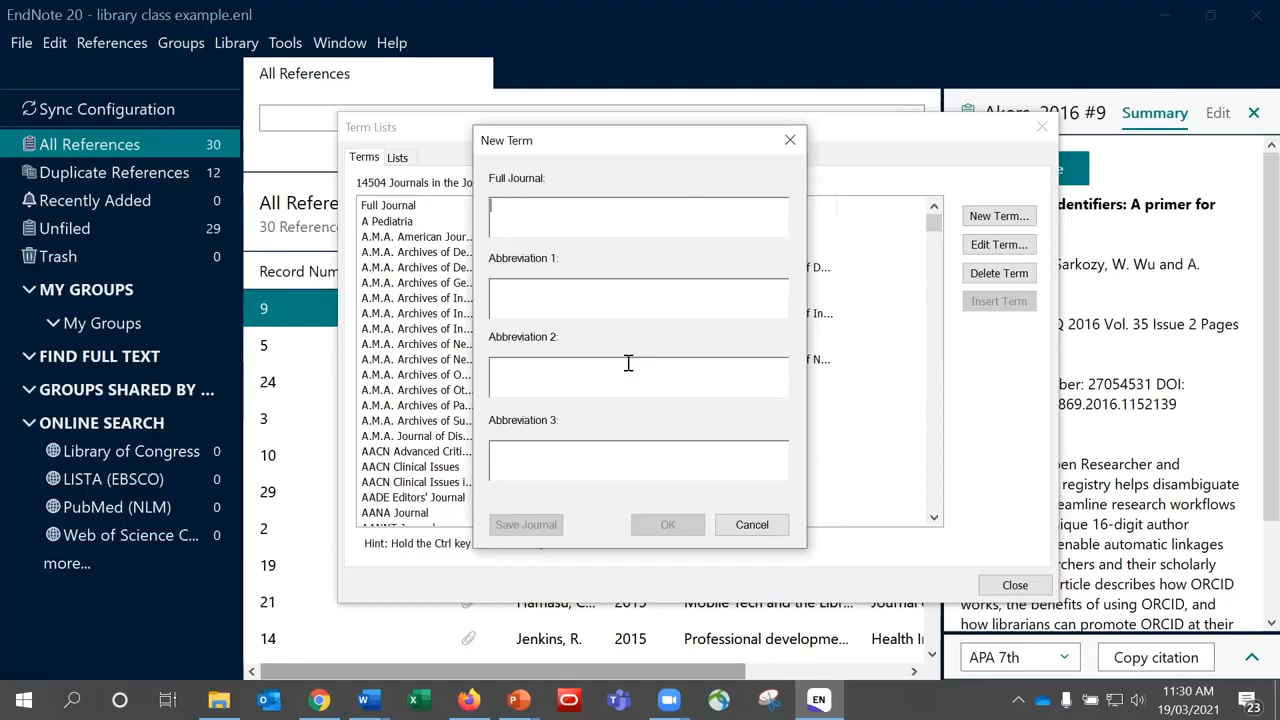 EndNote 20 - library class example.enl
File Edit References Groups Library Tools Window Help
Sync Configuration
All References 30
Duplicate References 12
Recently Added 0
Unfiled 29
Trash 0
MY GROUPS
My Groups
FIND FULL TEXT
GROUPS SHARED BY ...
ONLINE SEARCH
Library of Congress 0
LISTA (EBSCO) 0
PubMed (NLM) 0
Web of Science C... 0
more...
All References
All Refere
30 Referenc
Record Num
9
5
24
3
10
29
2
19
21 2015 Mobile Tech and the Libr... Journal
14 Jenkins, R. 2015 Professional developme... Health In
Term Lists
Terms Lists
14504 Journals in the Jo
Full Journal
A Pediatria
A.M.A. American Jour...
A.M.A. Archives of De... f D...
A.M.A. Archives of De...
A.M.A. Archives of Ge...
A.M.A. Archives of In...
A.M.A. Archives of In... f In...
A.M.A. Archives of In...
A.M.A. Archives of Ne...
A.M.A. Archives of Ne... f N...
A.M.A. Archives of O...
A.M.A. Archives of Ot...
A.M.A. Archives of Pa...
A.M.A. Archives of Su...
A.M.A. Journal of Dis...
AACN Advanced Criti...
AACN Clinical Issues
AACN Clinical Issues i...
AADE Editors' Journal
AANA Journal
Hint: Hold the Ctrl key
New Term...
Edit Term...
Delete Term
Insert Term
Close
New Term
Full Journal:
Abbreviation 1:
Abbreviation 2:
Abbreviation 3:
Save Journal OK Cancel
2016 #9 Summary Edit
e
dentifiers: A primer for
Sarkozy, W. Wu and A.
Q 2016 Vol. 35 Issue 2 Pages
ber: 27054531 DOI:
869.2016.1152139
en Researcher and
registry helps disambiguate
streamline research workflows
nique 16-digit author
enable automatic linkages
rchers and their scholarly
article describes how ORCID
works, the benefits of using ORCID, and
how librarians can promote ORCID at their
APA 7th Copy citation
EN
11:30 AM
19/03/2021
23